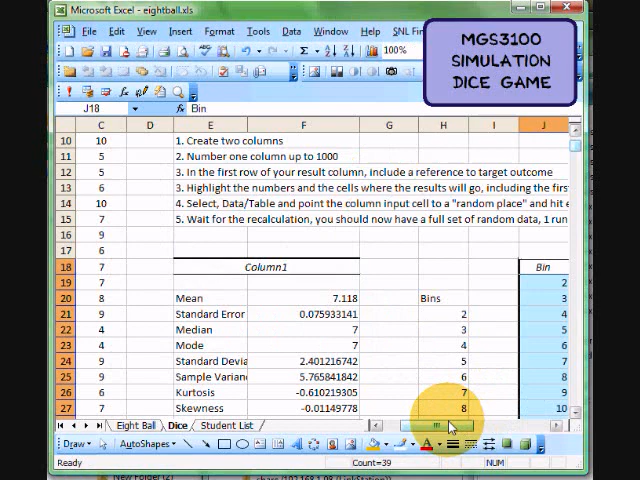 Microsoft Excel - eightball.xls
File Edit View Insert Format Tools Data Window Help SNL Fin
100%
J18 Bin
MGS3100
SIMULATION
DICE GAME
C D E F G H I J
10 10 1. Create two columns
11 5 2. Number one column up to 1000
12 5 3. In the first row of your result column, include a reference to target outcome
13 6 3. Highlight the numbers and the cells where the results will go, including the firs
14 10 4. Select, Data/Table and point the column input cell to a "random place" and hit e
15 7 5. Wait for the recalculation, you should now have a full set of random data, 1 run
16 9
17 6
18 7 Column1 Bin
19 7 2
20 8 Mean 7.118 Bins 3
21 9 Standard Error 0.075933141 2 4
22 4 Median 7 3 5
23 4 Mode 7 4 6
24 9 Standard Devia 2.401216742 5 7
25 9 Sample Varianc 5.765841842 6 8
26 6 Kurtosis -0.610219305 7 9
27 7 Skewness -0.01149778 8 10
Eight Ball Dice Student List
Draw AutoShapes
Ready Count=39 NUM